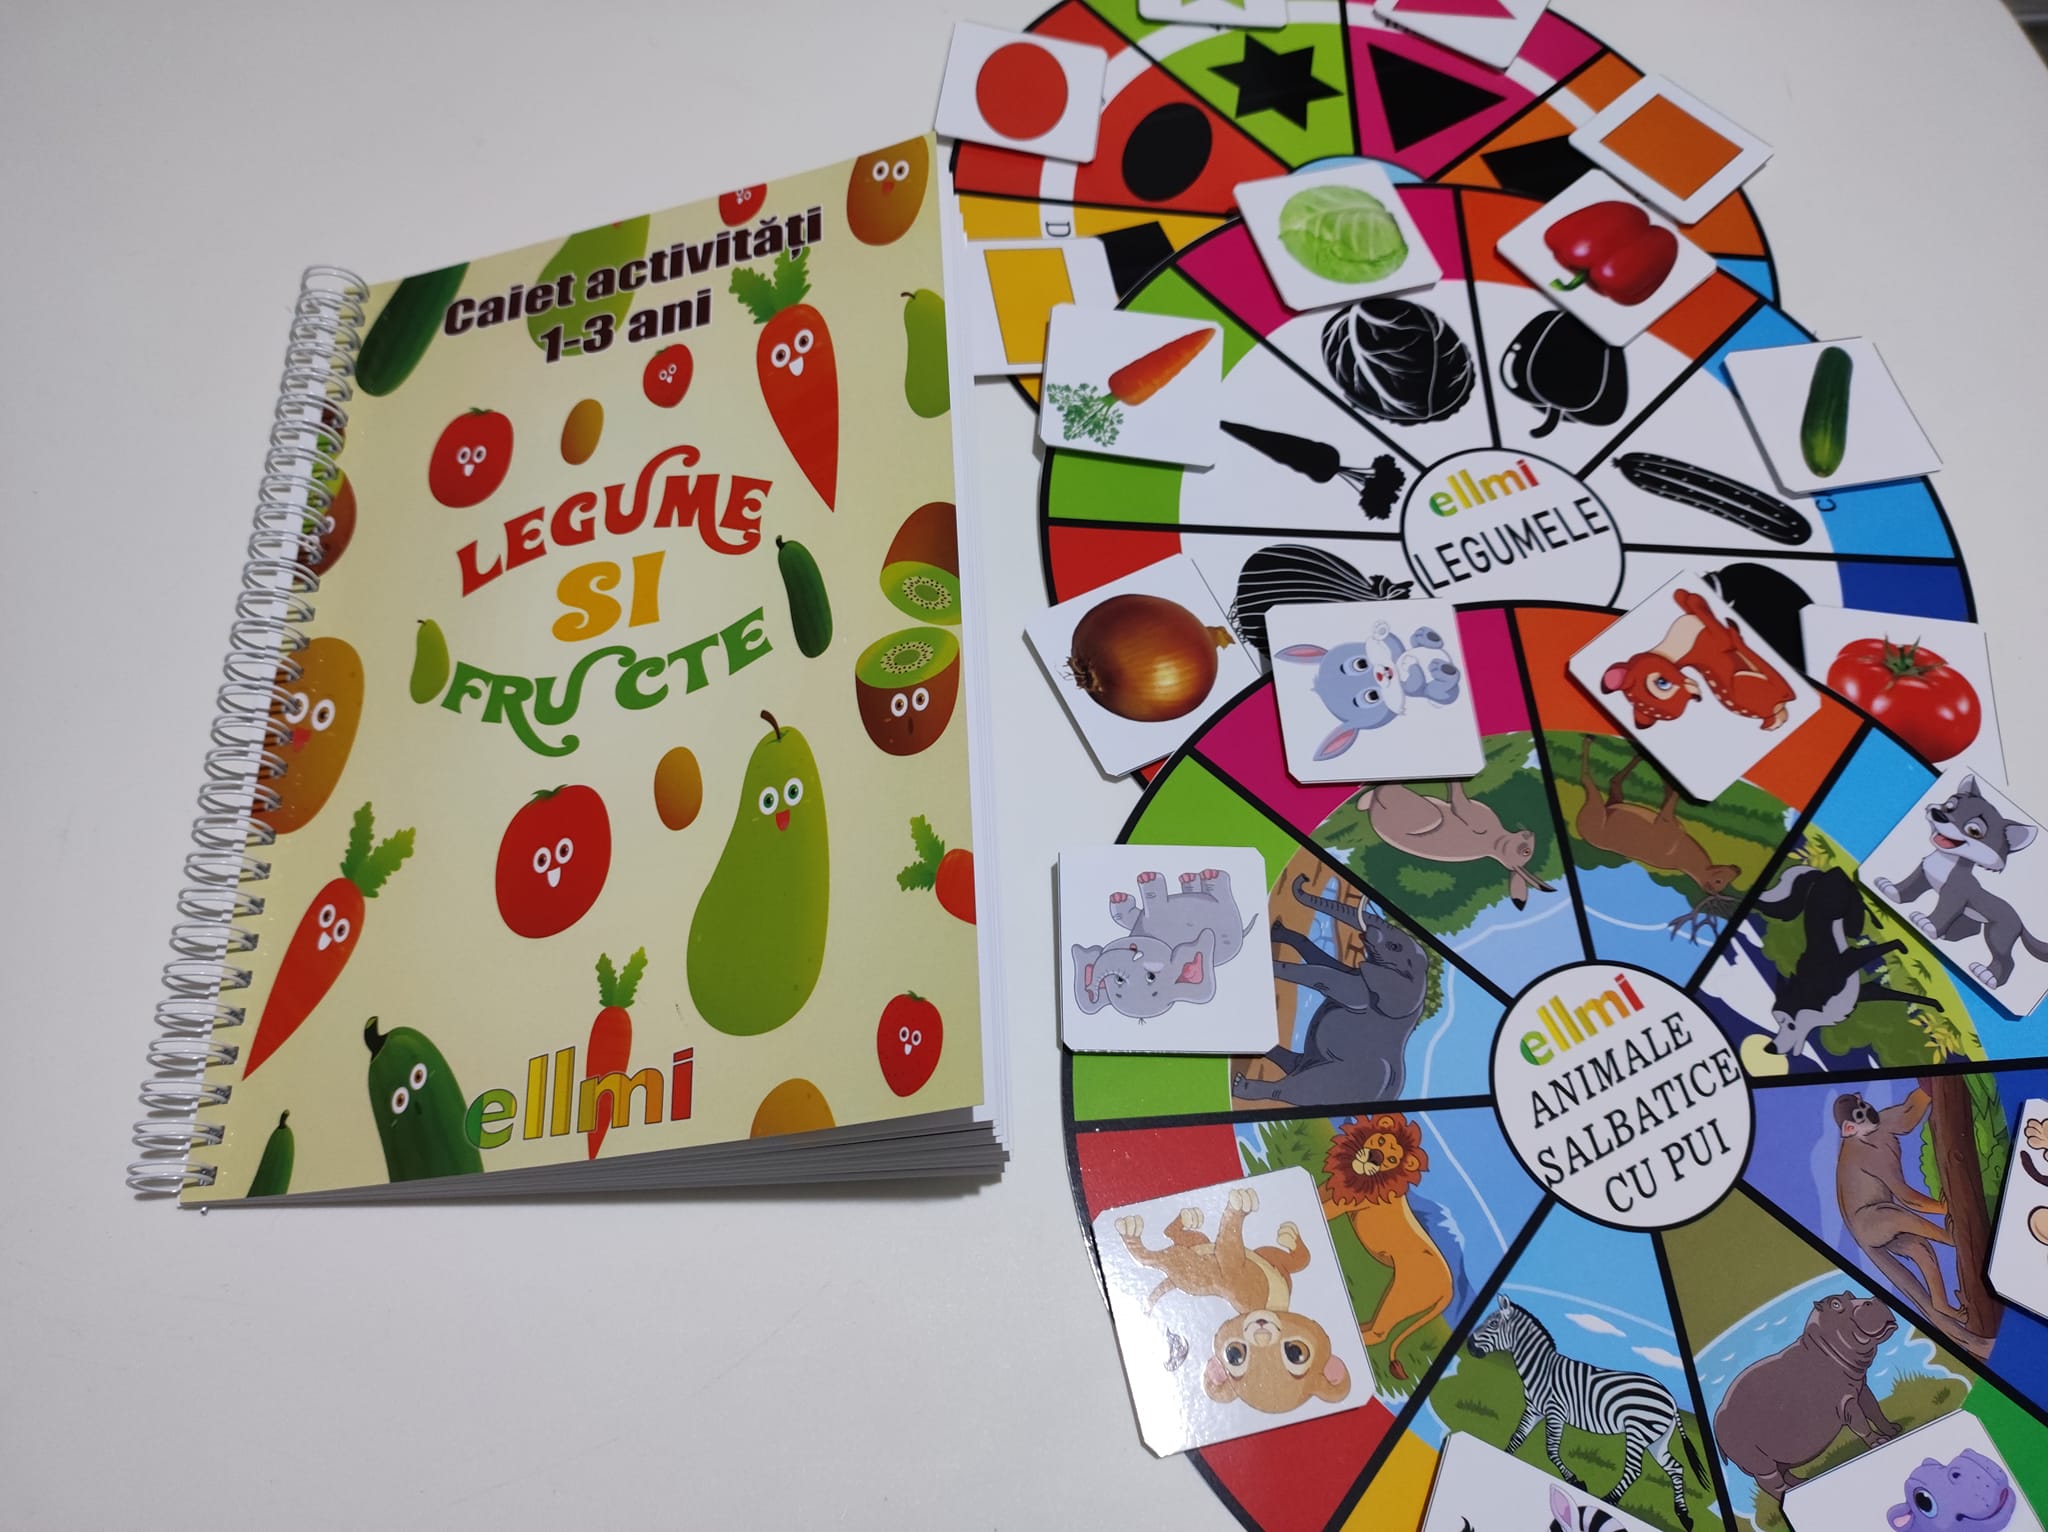 Caiet activități
1-3 ani
LEGUME
SI
FRUCTE
ellmi
D
ellmi
LEGUMELE
C
ellmi
ANIMALE
SALBATICE
CU PUI